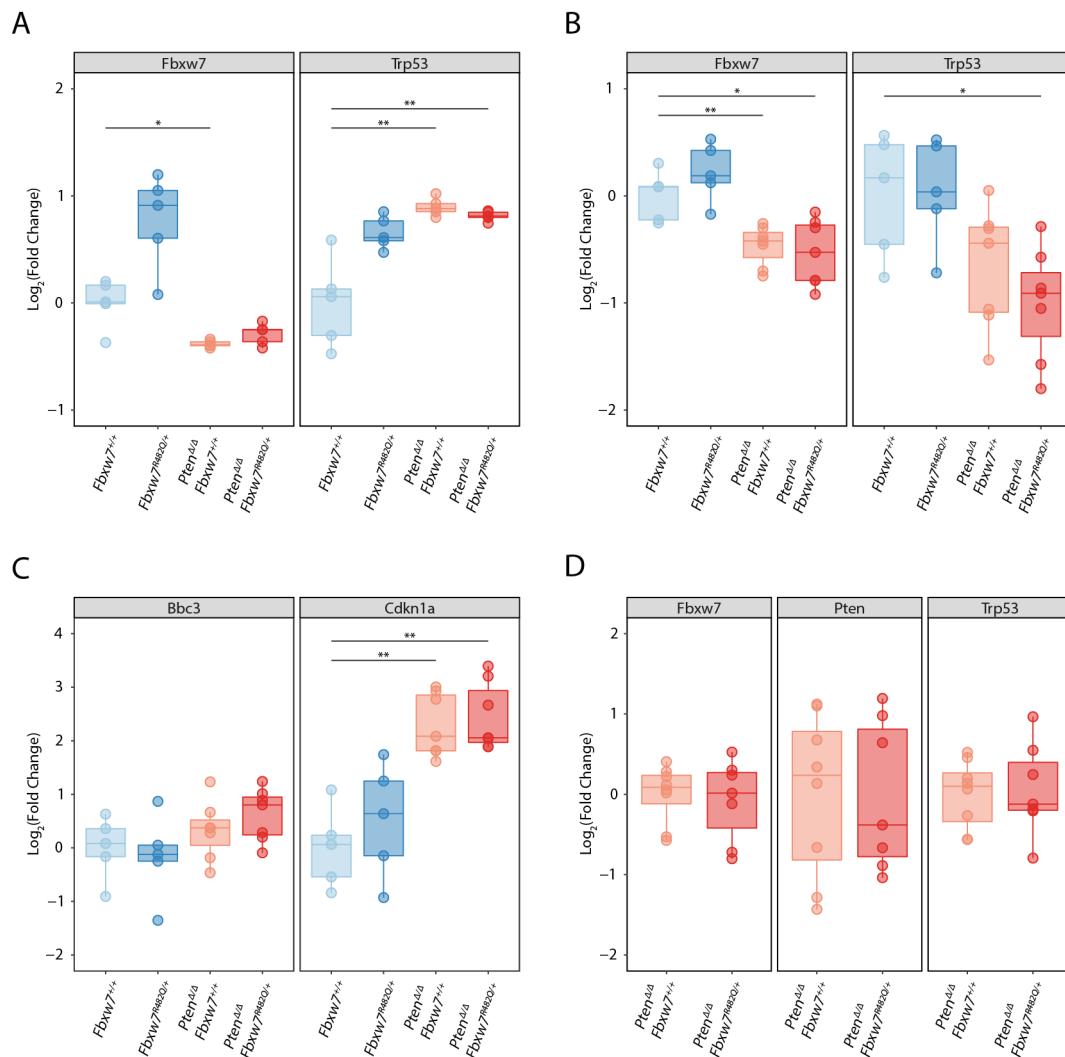 A
Fbxw7 Trp53
2
1
0
−1
Log2(Fold Change)
* ** **
Fbxw7+/+
Fbxw7R482Q/+
PtenΔ/Δ
Fbxw7+/+
PtenΔ/Δ
Fbxw7R482Q/+
Fbxw7+/+
Fbxw7R482Q/+
PtenΔ/Δ
Fbxw7+/+
PtenΔ/Δ
Fbxw7R482Q/+
B
Fbxw7 Trp53
1
0
−1
−2
Log2(Fold Change)
* ** *
Fbxw7+/+
Fbxw7R482Q/+
PtenΔ/Δ
Fbxw7+/+
PtenΔ/Δ
Fbxw7R482Q/+
Fbxw7+/+
Fbxw7R482Q/+
PtenΔ/Δ
Fbxw7+/+
PtenΔ/Δ
Fbxw7R482Q/+
C
Bbc3 Cdkn1a
4
3
2
1
0
−1
−2
Log2(Fold Change)
** **
Fbxw7+/+
Fbxw7R482Q/+
PtenΔ/Δ
Fbxw7+/+
PtenΔ/Δ
Fbxw7R482Q/+
Fbxw7+/+
Fbxw7R482Q/+
PtenΔ/Δ
Fbxw7+/+
PtenΔ/Δ
Fbxw7R482Q/+
D
Fbxw7 Pten Trp53
2
1
0
−1
−2
Log2(Fold Change)
PtenΔ/Δ
Fbxw7+/+
PtenΔ/Δ
Fbxw7R482Q/+
PtenΔ/Δ
Fbxw7+/+
PtenΔ/Δ
Fbxw7R482Q/+
PtenΔ/Δ
Fbxw7+/+
PtenΔ/Δ
Fbxw7R482Q/+